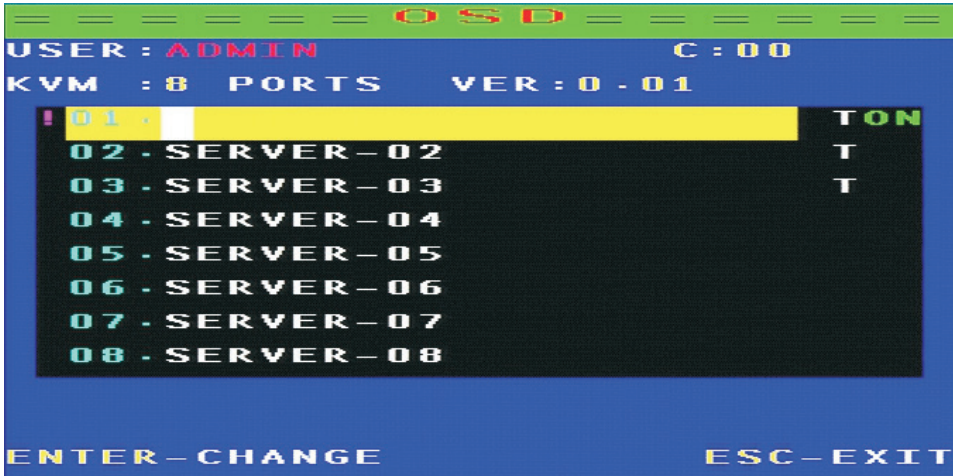 = = = = = = = O S D = = = = = = =
USER:ADMIN C:00
KVM :8 PORTS VER:0.01
! 01. TON
02.SERVER-02 T
03.SERVER-03 T
04.SERVER-04
05.SERVER-05
06.SERVER-06
07.SERVER-07
08.SERVER-08
ENTER-CHANGE ESC-EXIT